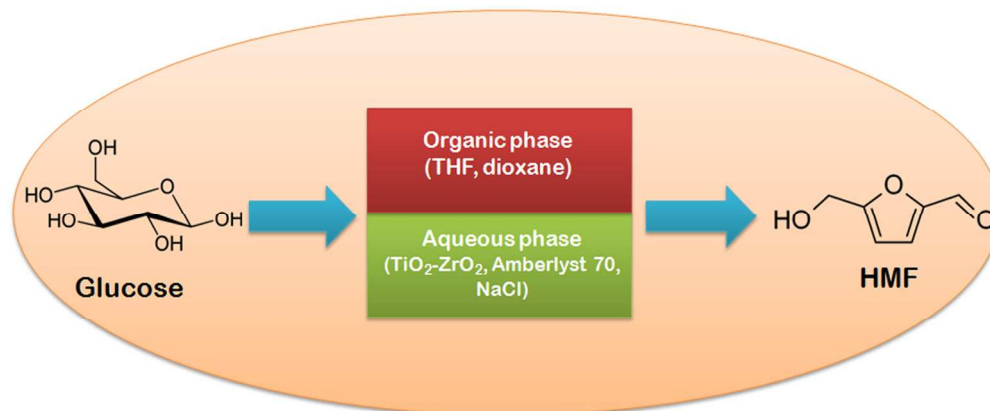 OH
O
HO
HO
OH
OH
Glucose
Organic phase
(THF, dioxane)
Aqueous phase
(TiO₂-ZrO₂, Amberlyst 70,
NaCl)
O
HO
O
HMF